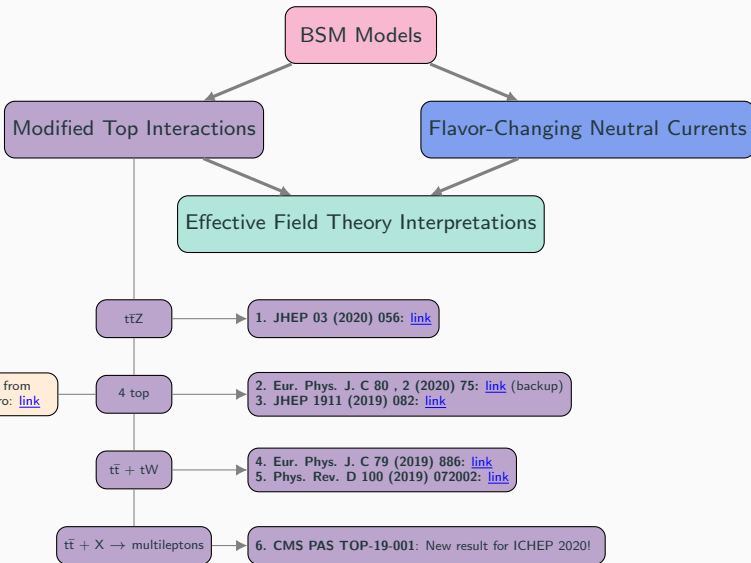 BSM Models
Modified Top Interactions
Flavor-Changing Neutral Currents
Effective Field Theory Interpretations
tt̄Z
1. JHEP 03 (2020) 056: link
from
link
4 top
2. Eur. Phys. J. C 80 , 2 (2020) 75: link (backup)
3. JHEP 1911 (2019) 082: link
tt̄ + tW
4. Eur. Phys. J. C 79 (2019) 886: link
5. Phys. Rev. D 100 (2019) 072002: link
tt̄ + X → multileptons
6. CMS PAS TOP-19-001: New result for ICHEP 2020!